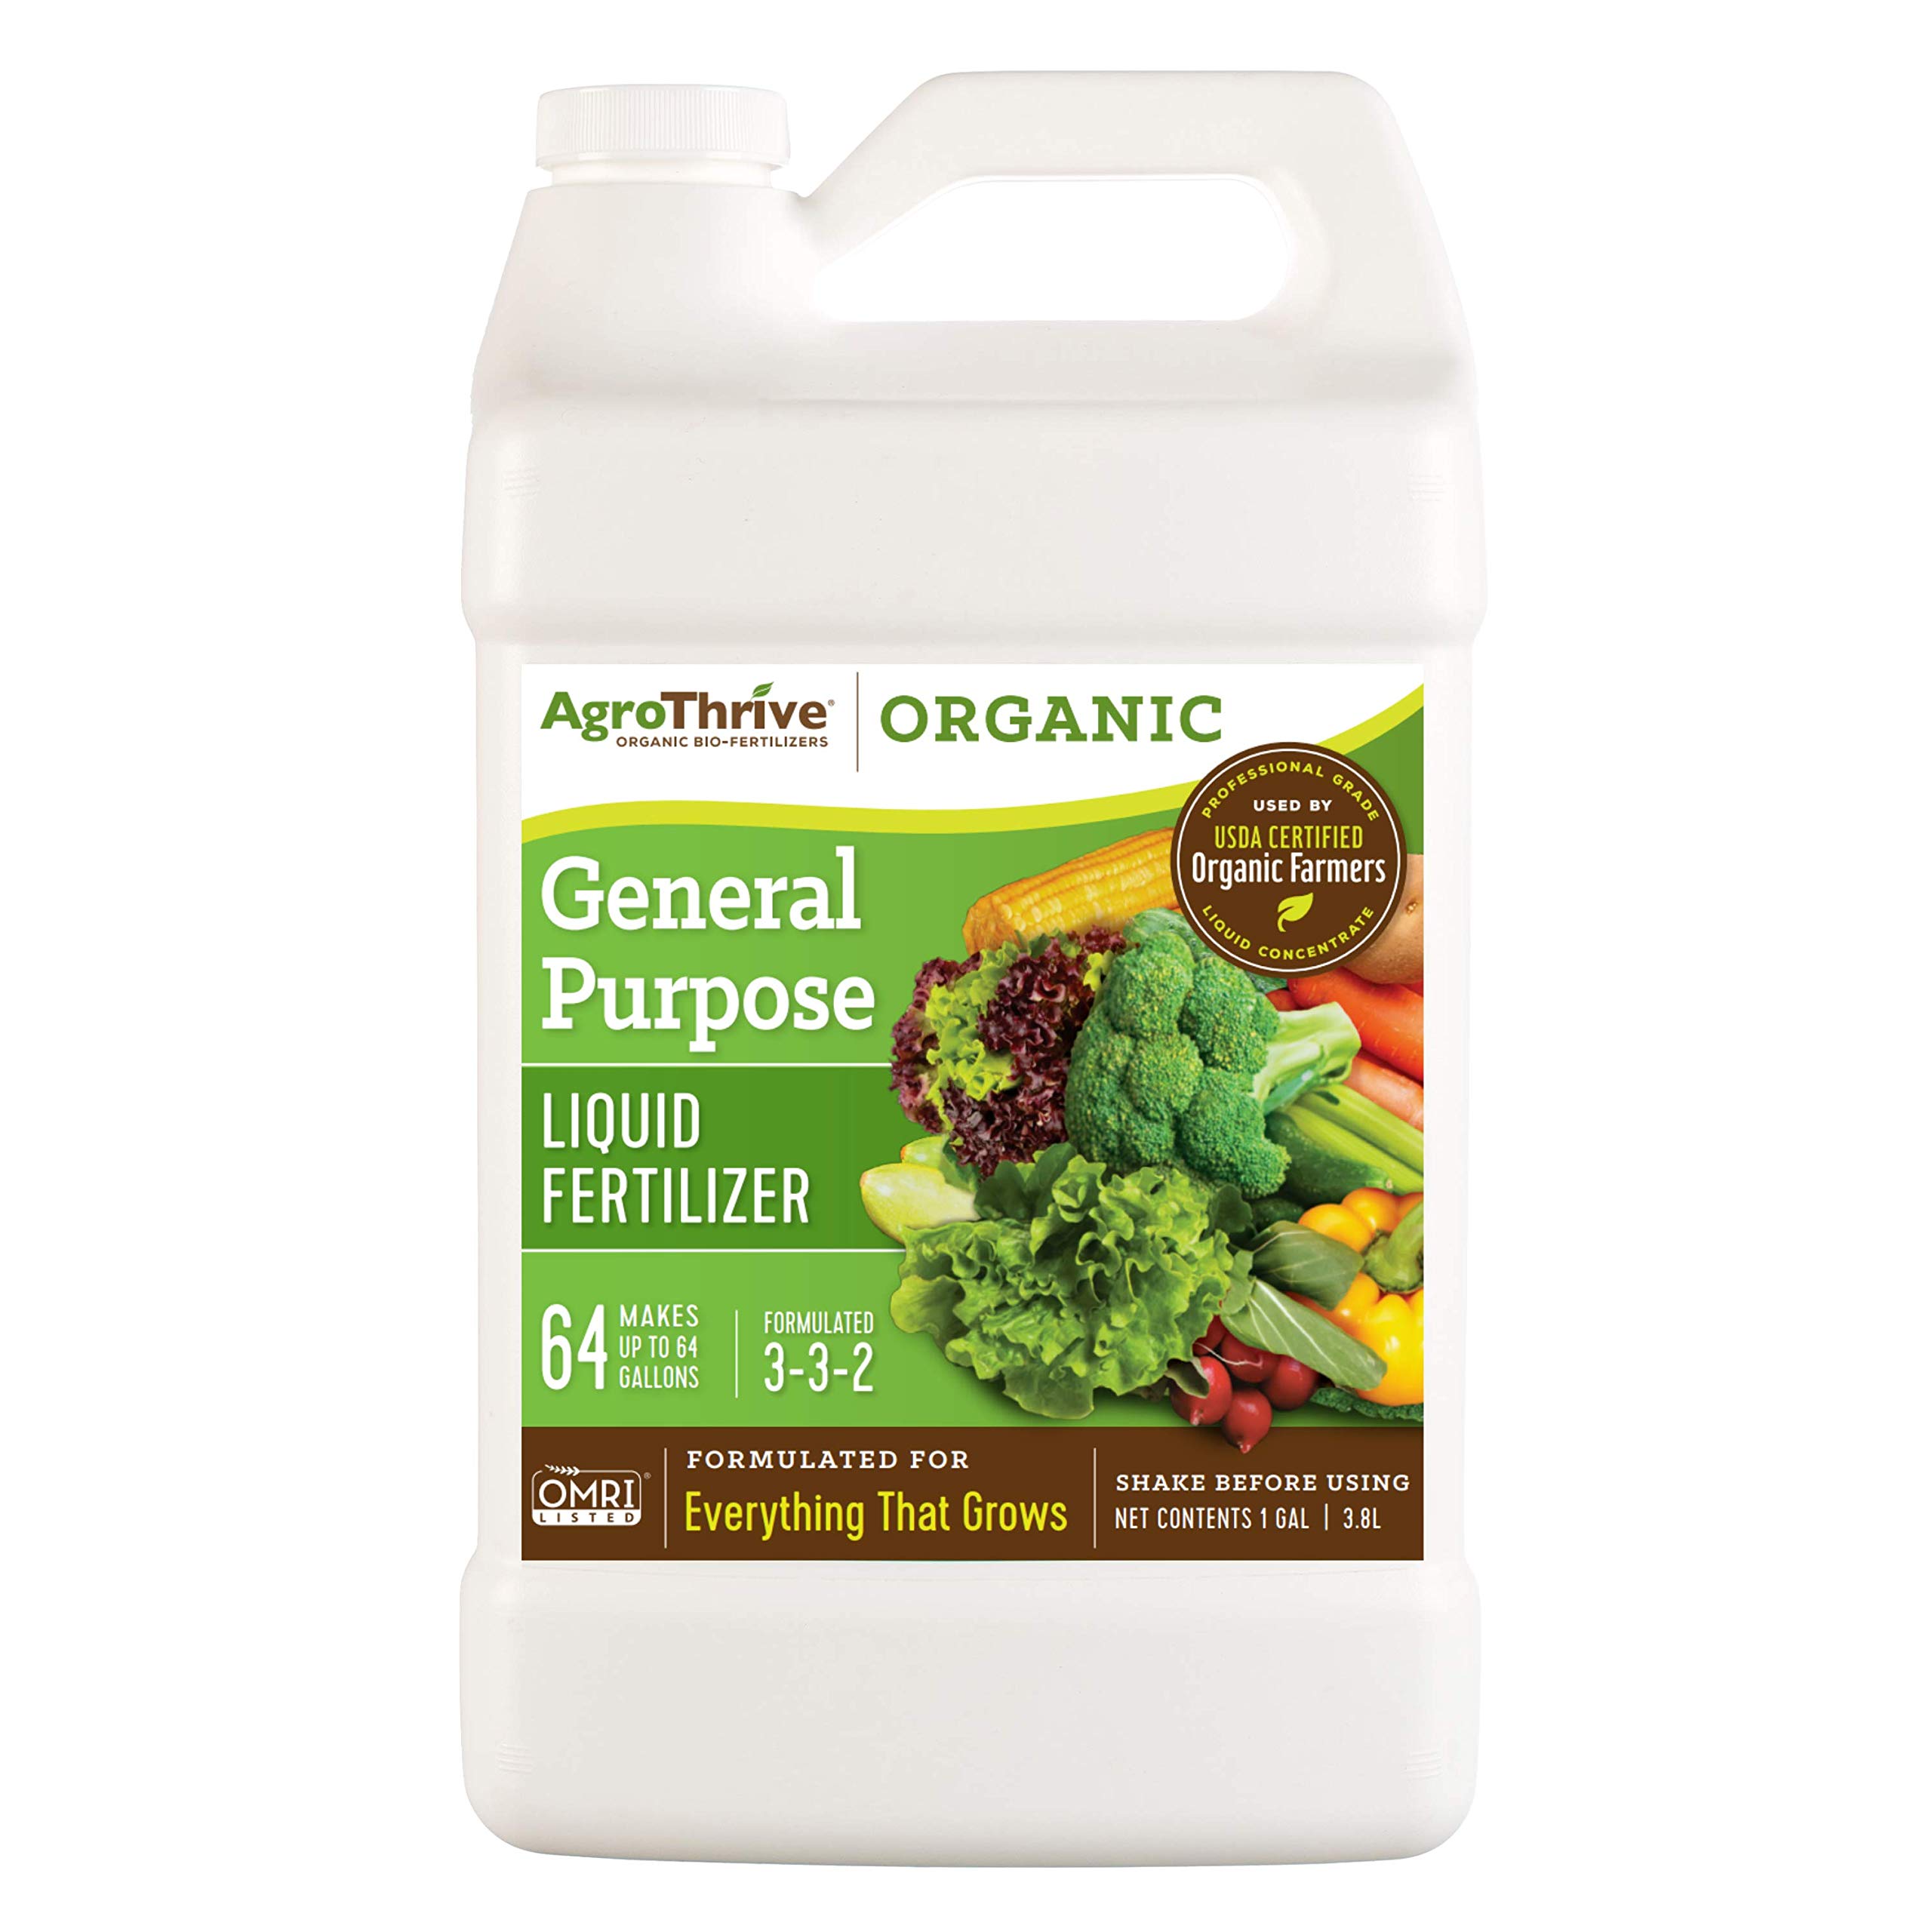 AgroThrive®
ORGANIC BIO-FERTILIZERS
ORGANIC
PROFESSIONAL GRADE
USED BY
USDA CERTIFIED
Organic Farmers
LIQUID CONCENTRATE
General
Purpose
LIQUID
FERTILIZER
64
MAKES
UP TO 64
GALLONS
FORMULATED
3-3-2
OMRI®
LISTED
FORMULATED FOR
Everything That Grows
SHAKE BEFORE USING
NET CONTENTS 1 GAL | 3.8L